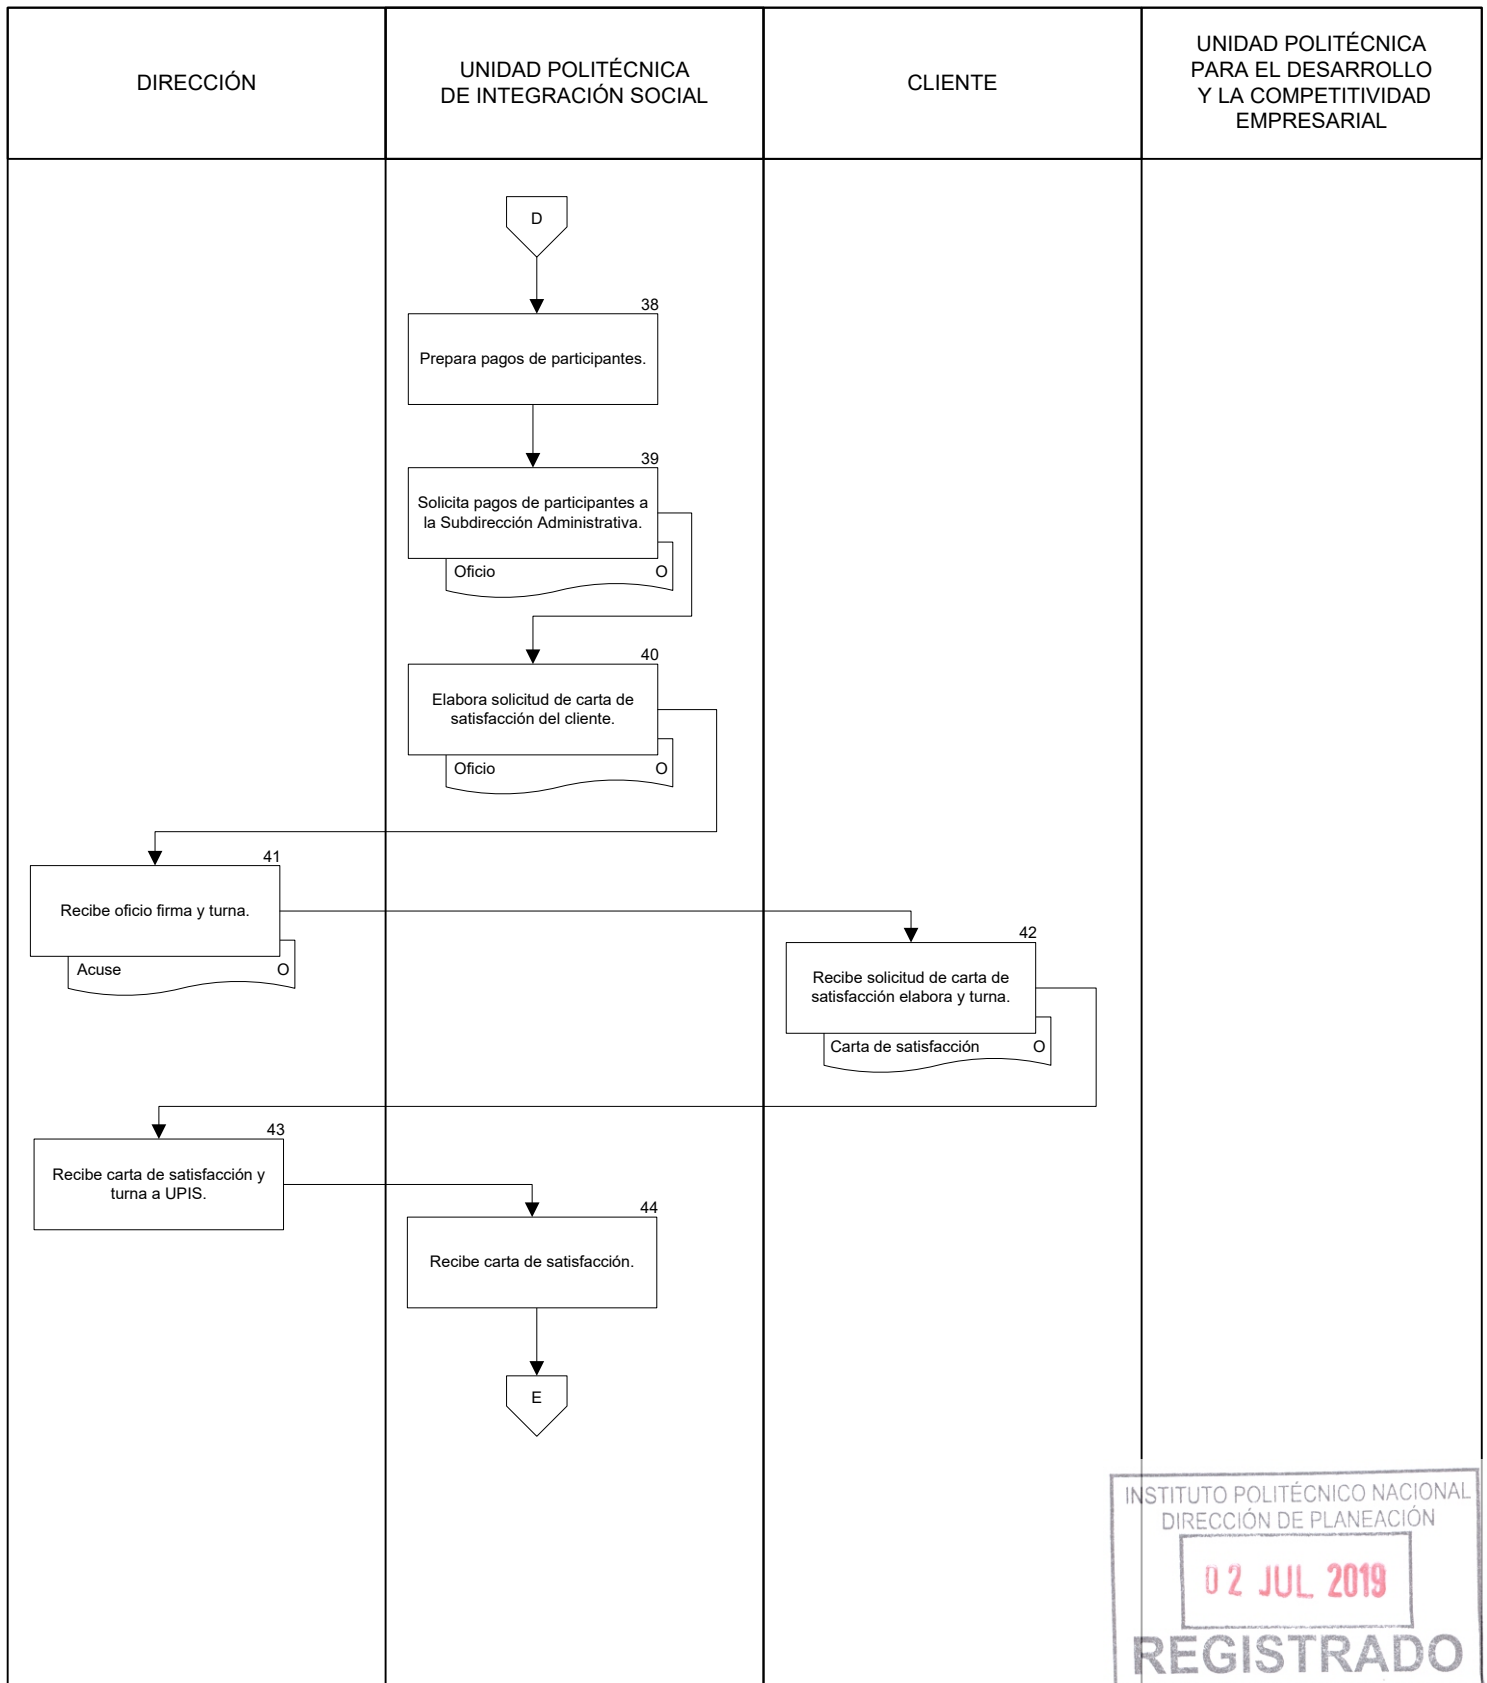 DIRECCIÓN
UNIDAD POLITÉCNICA
DE INTEGRACIÓN SOCIAL
CLIENTE
UNIDAD POLITÉCNICA
PARA EL DESARROLLO
Y LA COMPETITIVIDAD
EMPRESARIAL
D
38
Prepara pagos de participantes.
39
Solicita pagos de participantes a
la Subdirección Administrativa.
Oficio O
40
Elabora solicitud de carta de
satisfacción del cliente.
Oficio O
41
Recibe oficio firma y turna.
Acuse O
42
Recibe solicitud de carta de
satisfacción elabora y turna.
Carta de satisfacción O
43
Recibe carta de satisfacción y
turna a UPIS.
44
Recibe carta de satisfacción.
E
INSTITUTO POLITÉCNICO NACIONAL
DIRECCIÓN DE PLANEACIÓN
02 JUL 2019
REGISTRADO